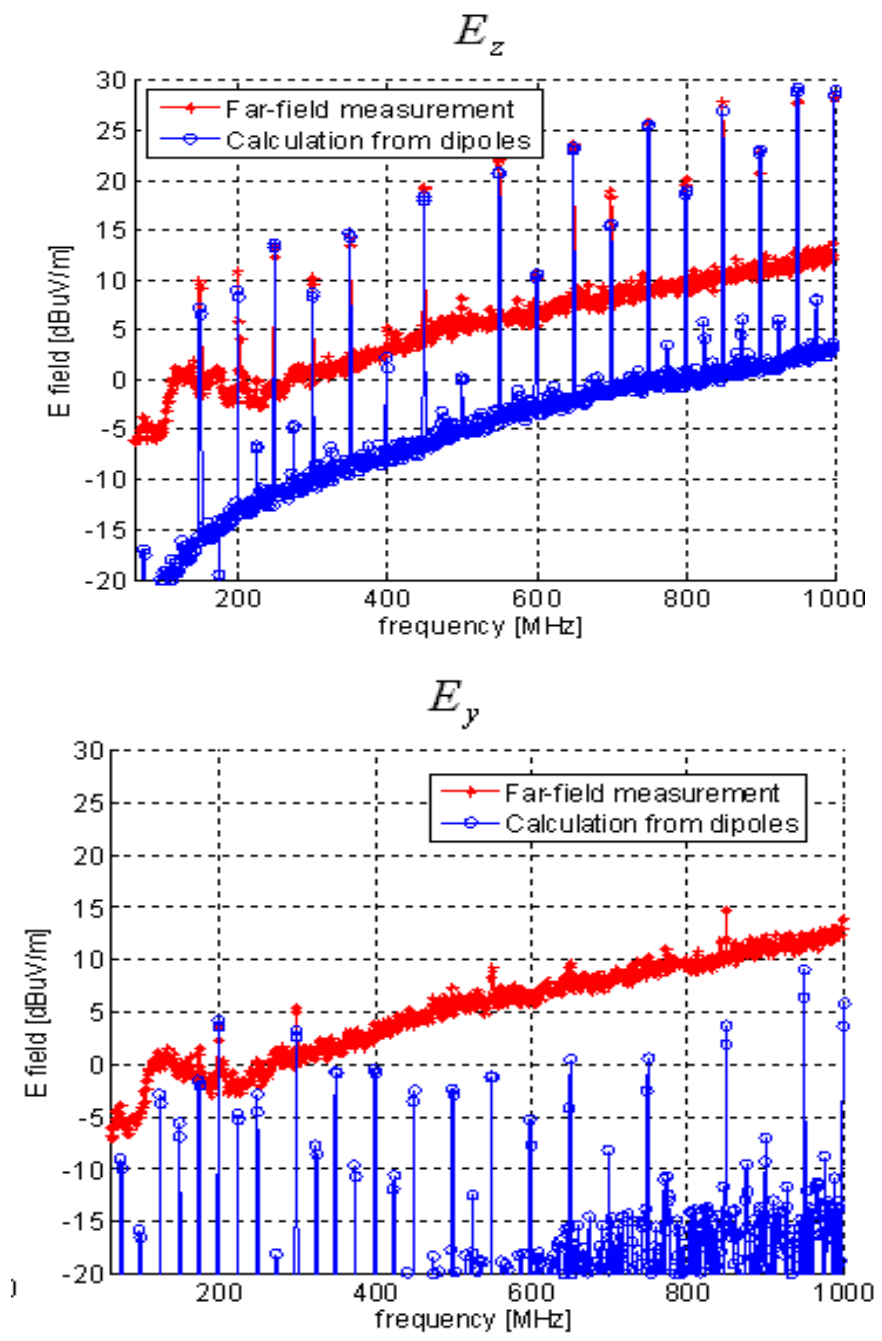 E_z
30
25
20
15
10
5
0
-5
-10
-15
-20
E field [dBuV/m]
Far-field measurement
Calculation from dipoles
200 400 600 800 1000
frequency [MHz]
E_y
30
25
20
15
10
5
0
-5
-10
-15
-20
E field [dBuV/m]
Far-field measurement
Calculation from dipoles
200 400 600 800 1000
frequency [MHz]